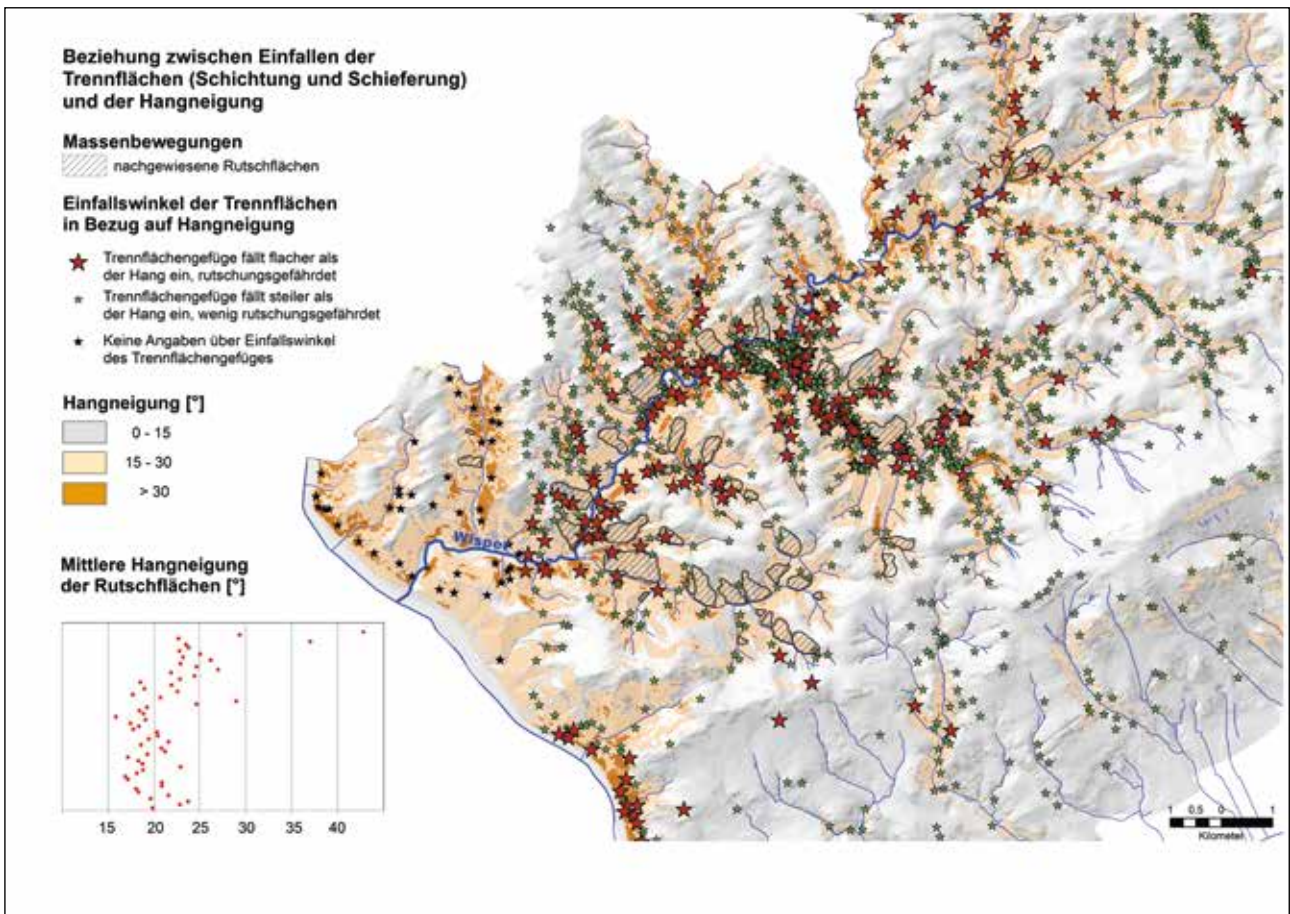 Beziehung zwischen Einfallen der
Trennflächen (Schichtung und Schieferung)
und der Hangneigung
Massenbewegungen
nachgewiesene Rutschflächen
Einfallswinkel der Trennflächen
in Bezug auf Hangneigung
Trennflächengefüge fällt flacher als
der Hang ein, rutschungsgefährdet
Trennflächengefüge fällt steiler als
der Hang ein, wenig rutschungsgefährdet
Keine Angaben über Einfallswinkel
des Trennflächengefüges
Hangneigung [°]
0 - 15
15 - 30
> 30
Wisper
Mittlere Hangneigung
der Rutschflächen [°]
15 20 25 30 35 40
1 0.5 0 1
Kilometer